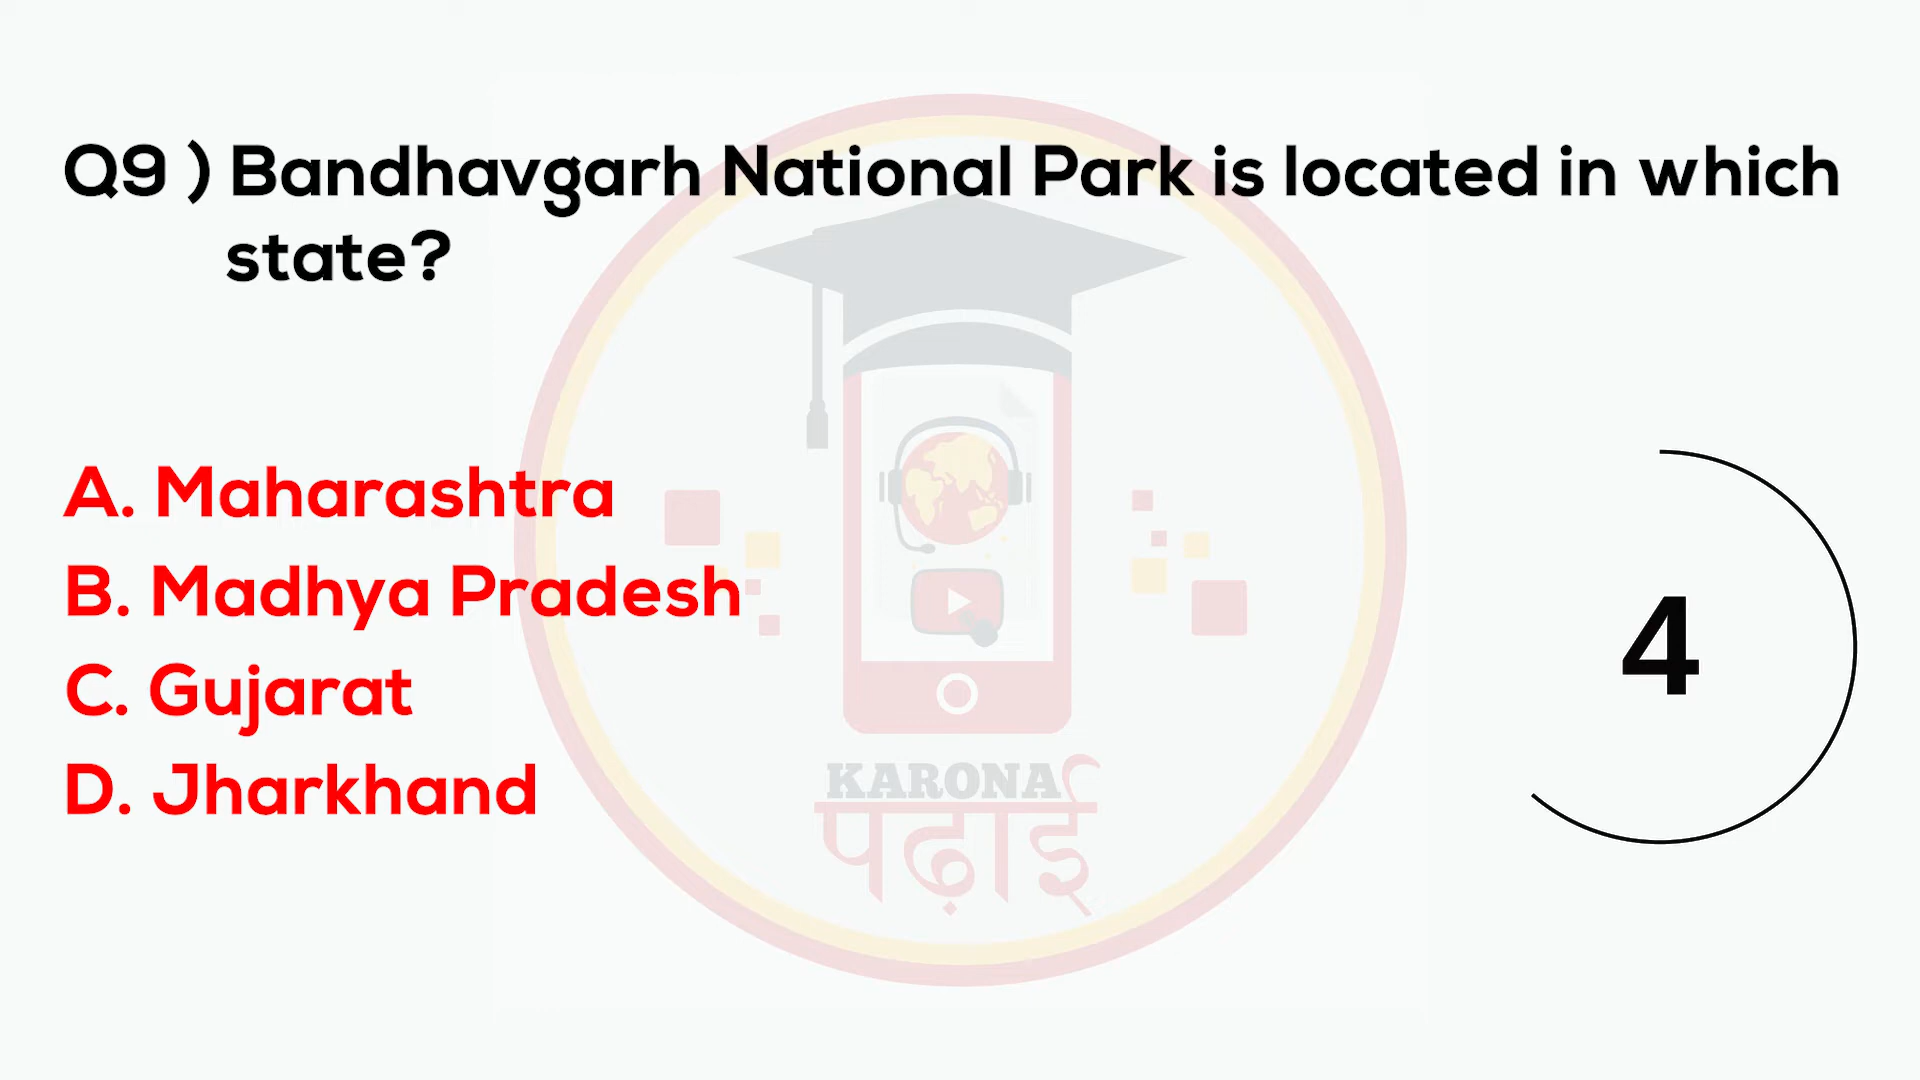 Q9 ) Bandhavgarh National Park is located in which
state?
A. Maharashtra
B. Madhya Pradesh
C. Gujarat
D. Jharkhand
4
KARONA
पढ़ाई